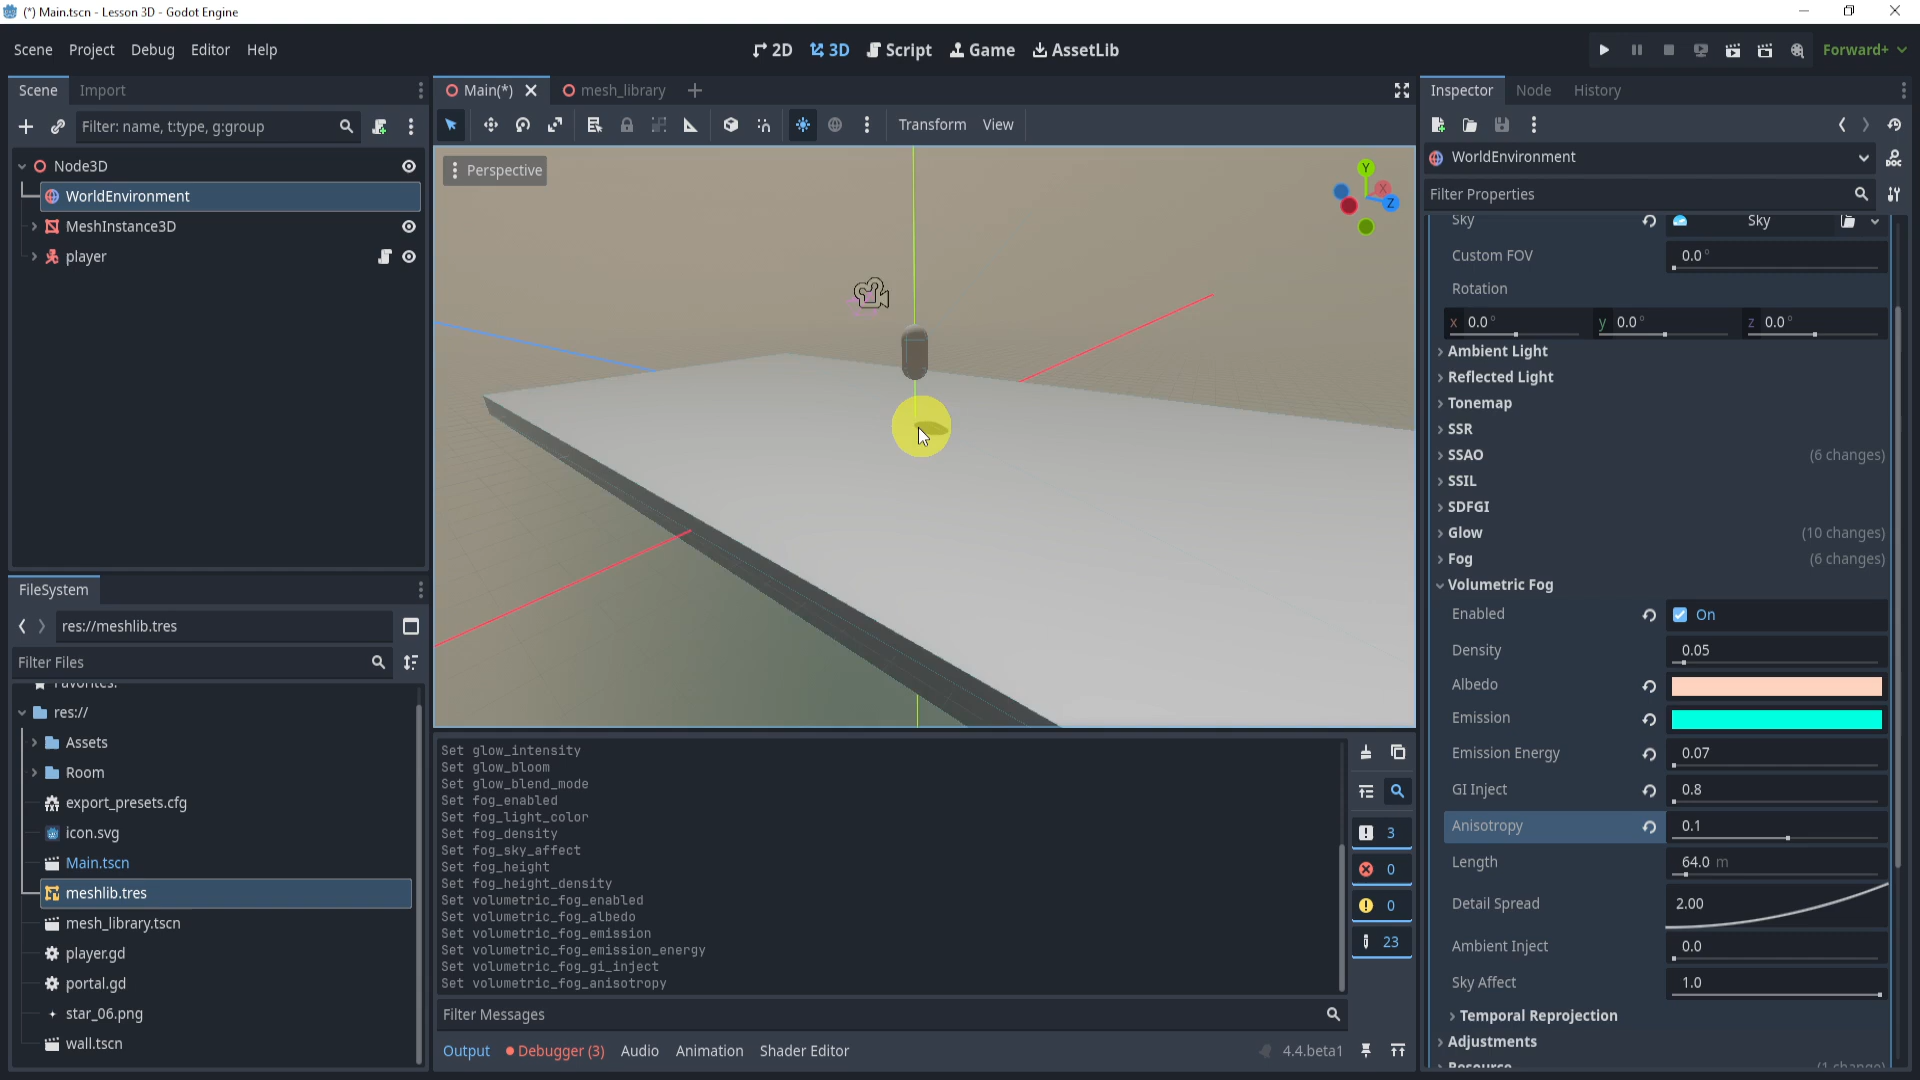 (*) Main.tscn - Lesson 3D - Godot Engine
Scene Project Debug Editor Help
2D 3D Script Game AssetLib
Forward+
Scene Import
Filter: name, t:type, g:group
Node3D
WorldEnvironment
MeshInstance3D
player
FileSystem
res://meshlib.tres
Filter Files
Favorites:
res://
Assets
Room
export_presets.cfg
icon.svg
Main.tscn
meshlib.tres
mesh_library.tscn
player.gd
portal.gd
star_06.png
wall.tscn
Main(*) mesh_library
Transform View
Perspective
Y
X
Z
Set glow_intensity
Set glow_bloom
Set glow_blend_mode
Set fog_enabled
Set fog_light_color
Set fog_density
Set fog_sky_affect
Set fog_height
Set fog_height_density
Set volumetric_fog_enabled
Set volumetric_fog_albedo
Set volumetric_fog_emission
Set volumetric_fog_emission_energy
Set volumetric_fog_gi_inject
Set volumetric_fog_anisotropy
3
0
0
23
Filter Messages
Output Debugger (3) Audio Animation Shader Editor 4.4.beta1
Inspector Node History
WorldEnvironment
Filter Properties
Sky Sky
Custom FOV 0.0 °
Rotation
x 0.0 ° y 0.0 ° z 0.0 °
Ambient Light
Reflected Light
Tonemap
SSR
SSAO (6 changes)
SSIL
SDFGI
Glow (10 changes)
Fog (6 changes)
Volumetric Fog
Enabled On
Density 0.05
Albedo
Emission
Emission Energy 0.07
GI Inject 0.8
Anisotropy 0.1
Length 64.0 m
Detail Spread 2.00
Ambient Inject 0.0
Sky Affect 1.0
Temporal Reprojection
Adjustments
Resource (1 change)